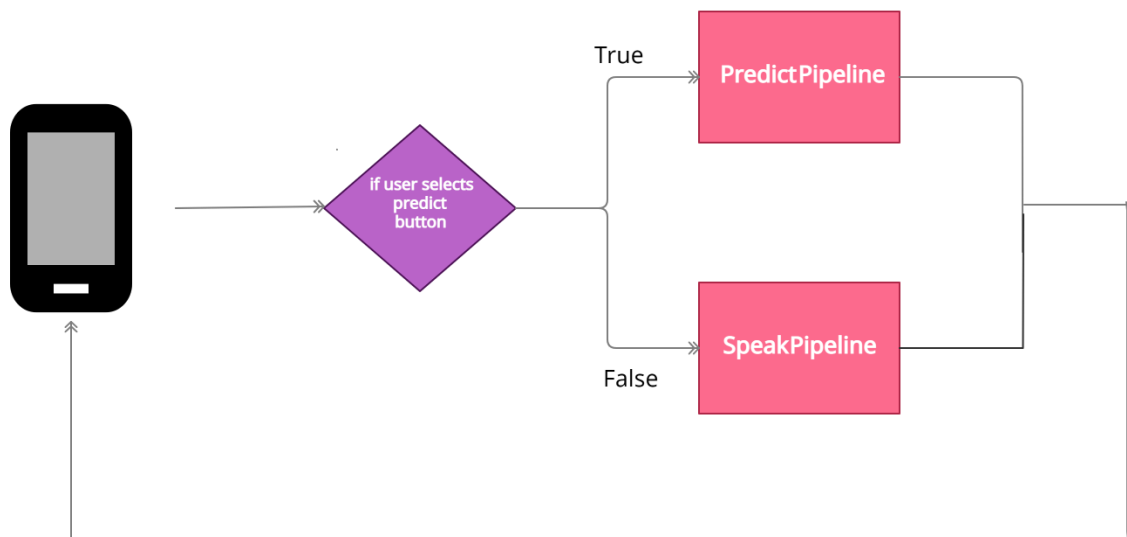 True
PredictPipeline
if user selects
predict
button
SpeakPipeline
False